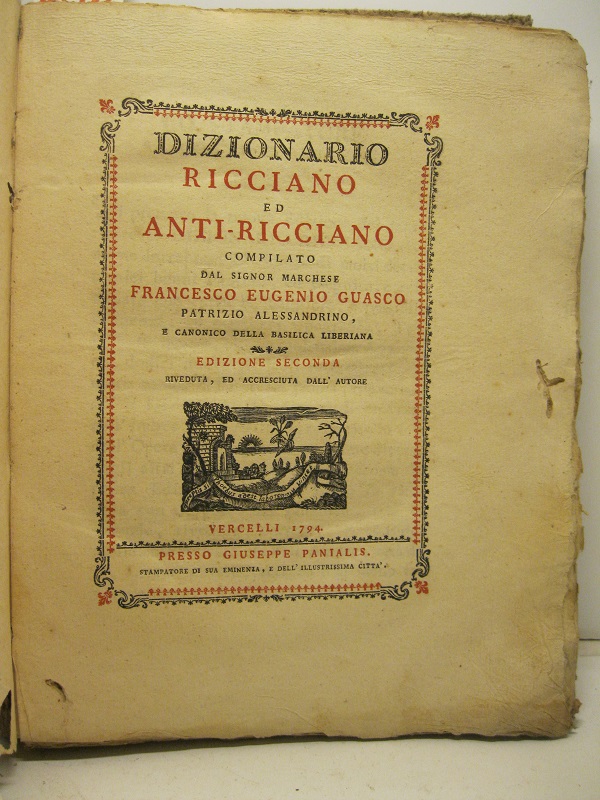 DIZIONARIO
RICCIANO
ED
ANTI-RICCIANO
COMPILATO
DAL SIGNOR MARCHESE
FRANCESCO EUGENIO GUASCO
PATRIZIO ALESSANDRINO,
E CANONICO DELLA BASILICA LIBERIANA
EDIZIONE SECONDA
RIVEDUTA, ED ACCRESCIUTA DALL' AUTORE
VERCELLI 1794.
PRESSO GIUSEPPE PANIALIS.
STAMPATORE DI SUA EMINENZA, E DELL' ILLUSTRISSIMA CITTA'.